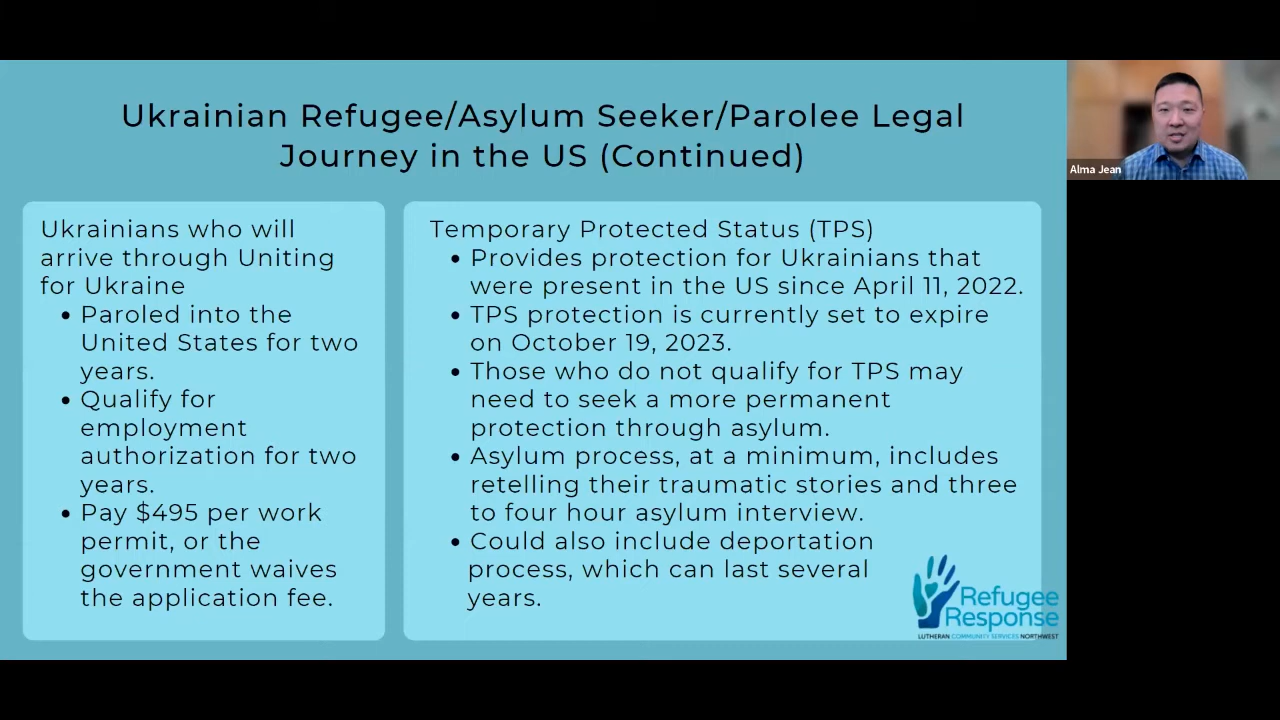 Ukrainian Refugee/Asylum Seeker/Parolee Legal
Journey in the US (Continued)
Alma Jean
Ukrainians who will
arrive through Uniting
for Ukraine
• Paroled into the
United States for two
years.
• Qualify for
employment
authorization for two
years.
• Pay $495 per work
permit, or the
government waives
the application fee.
Temporary Protected Status (TPS)
• Provides protection for Ukrainians that
were present in the US since April 11, 2022.
• TPS protection is currently set to expire
on October 19, 2023.
• Those who do not qualify for TPS may
need to seek a more permanent
protection through asylum.
• Asylum process, at a minimum, includes
retelling their traumatic stories and three
to four hour asylum interview.
• Could also include deportation
process, which can last several
years.
Refugee
Response
LUTHERAN COMMUNITY SERVICES NORTHWEST